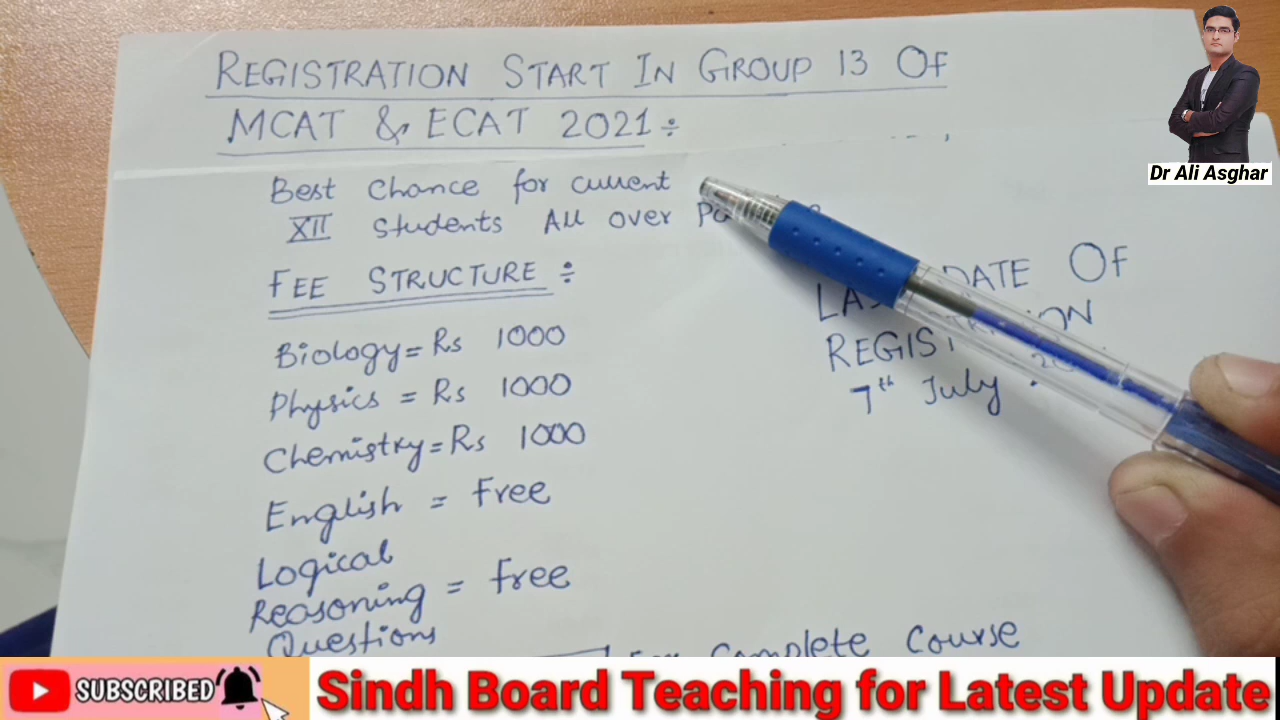 REGISTRATION START IN GROUP 13 OF
MCAT & ECAT 2021 ÷
Best Chance for current
XII Students All over
FEE STRUCTURE ÷
Biology = Rs 1000
Physics = Rs 1000
Chemistry = Rs 1000
English = Free
Logical
Reasoning = free
Questions
For Complete Course
DATE OF
REGIS
7th July
Dr Ali Asghar
SUBSCRIBED
Sindh Board Teaching for Latest Update